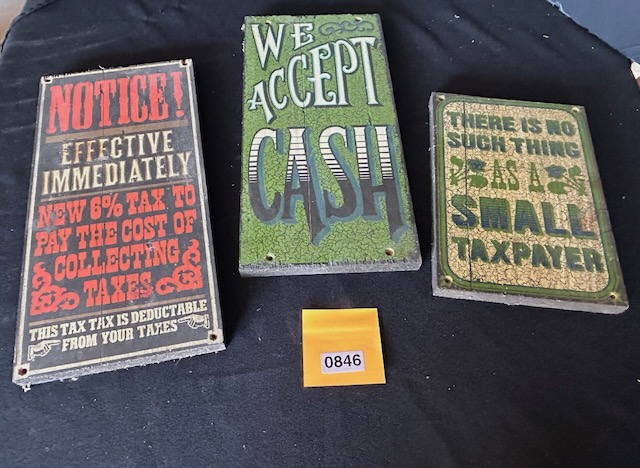 NOTICE!
EFFECTIVE
IMMEDIATELY
NEW 6% TAX TO
PAY THE COST OF
COLLECTING
TAXES
THIS TAX TAX IS DEDUCTABLE
FROM YOUR TAXES
WE
ACCEPT
CASH
THERE IS NO
SUCH THING
AS A
SMALL
TAXPAYER
0846